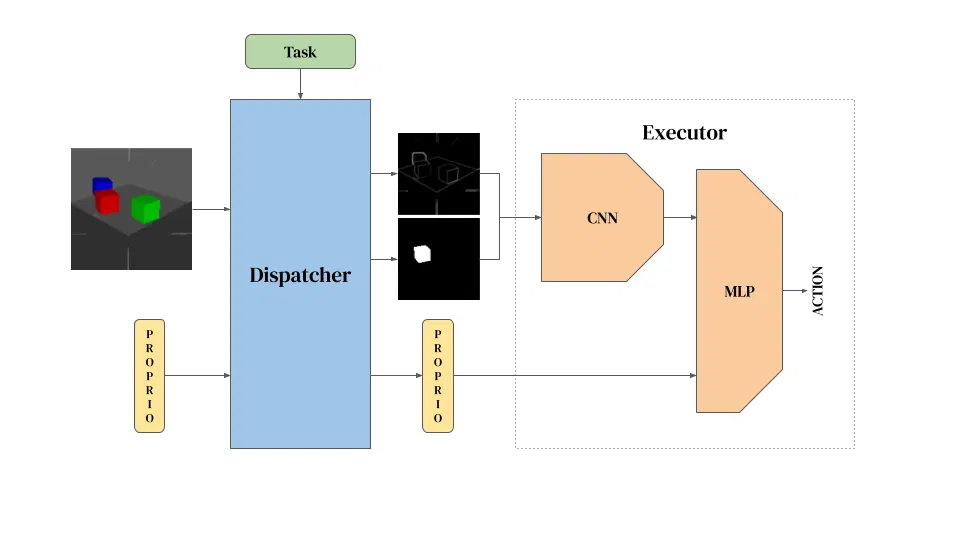 Task
Executor
CNN
Dispatcher
MLP
ACTION
PROPRIO
PROPRIO